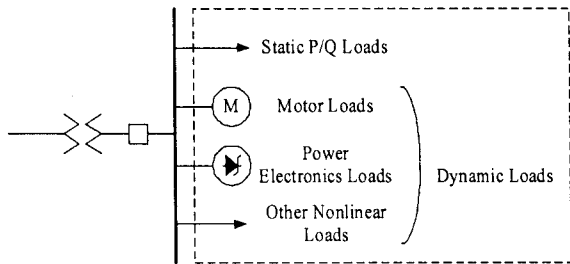 Static P/Q Loads
M
Motor Loads
Power
Electronics Loads
Dynamic Loads
Other Nonlinear
Loads